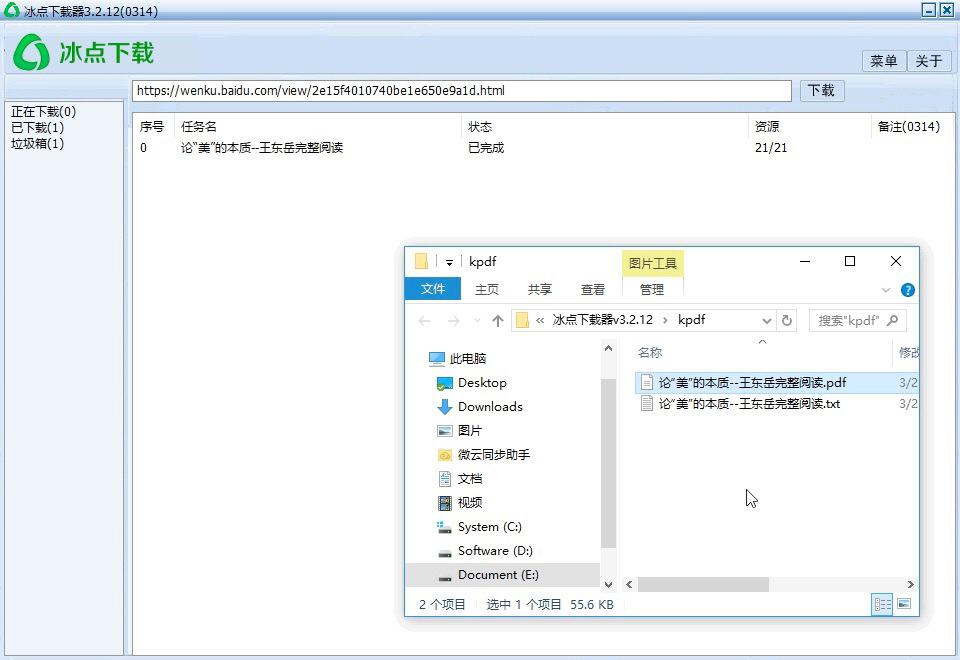 冰点下载器3.2.12(0314)
冰点下载
菜单 关于
https://wenku.baidu.com/view/2e15f4010740be1e650e9a1d.html 下载
正在下载(0)
已下载(1)
垃圾箱(1)
序号 任务名 状态 资源 备注(0314)
0 论“美”的本质--王东岳完整阅读 已完成 21/21
kpdf 图片工具
文件 主页 共享 查看 管理
« 冰点下载器v3.2.12 › kpdf 搜索"kpdf"
此电脑
Desktop
Downloads
图片
微云同步助手
文档
视频
System (C:)
Software (D:)
Document (E:)
名称 修改
论“美”的本质--王东岳完整阅读.pdf 3/2
论“美”的本质--王东岳完整阅读.txt 3/2
2 个项目 选中 1 个项目 55.6 KB